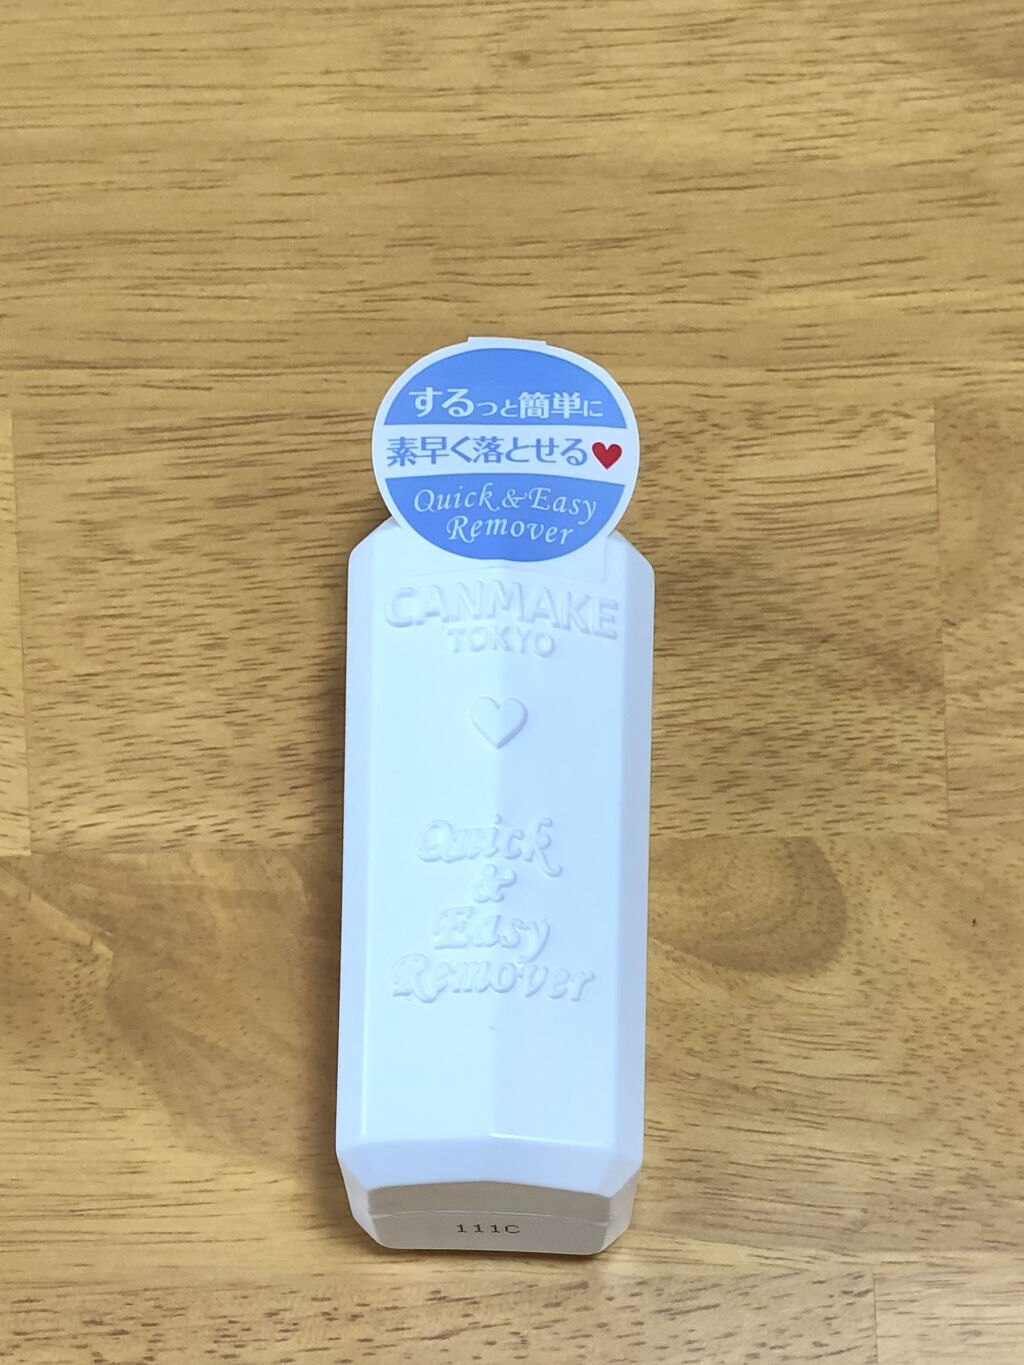 するっと簡単に
素早く落とせる♥
Quick & Easy
Remover
CANMAKE
TOKYO
Quick
&
Easy
Remover
111C